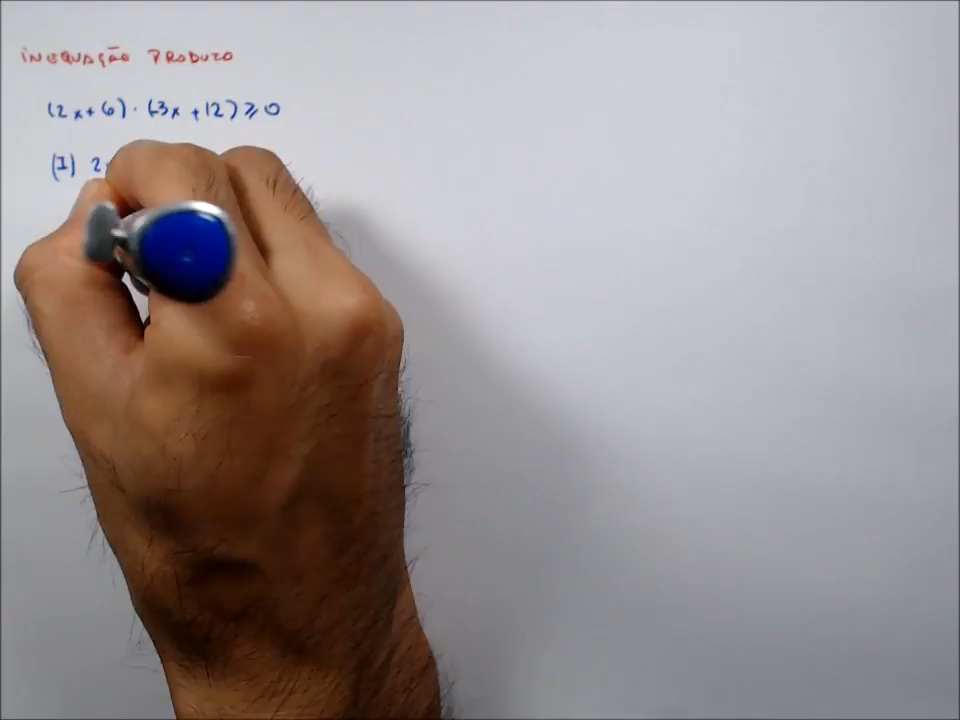 INEQUAÇÃO PRODUTO
(2x+6)·(-3x+12)≥0
(I) 2